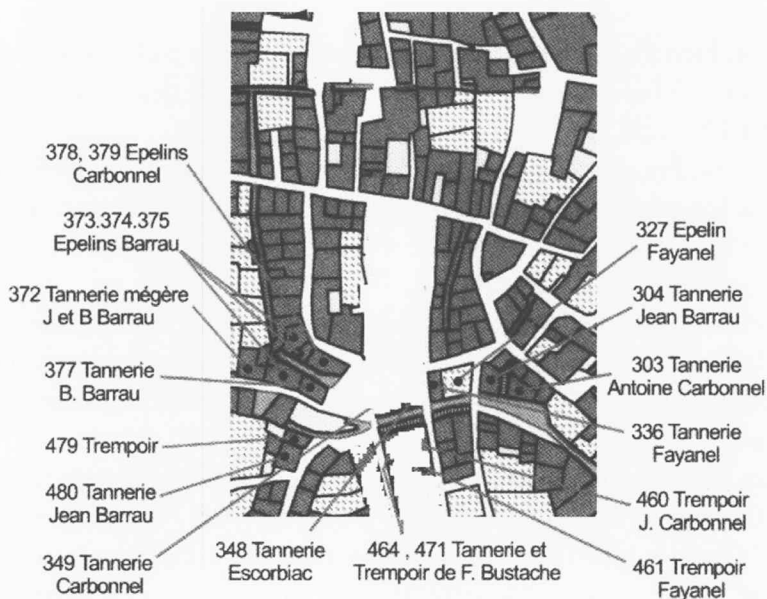 378, 379 Epelins
Carbonnel
373.374.375
Epelins Barrau
372 Tannerie mégère
J et B Barrau
377 Tannerie
B. Barrau
479 Trempoir
480 Tannerie
Jean Barrau
349 Tannerie
Carbonnel
348 Tannerie
Escorbiac
464 , 471 Tannerie et
Trempoir de F. Bustache
327 Epelin
Fayanel
304 Tannerie
Jean Barrau
303 Tannerie
Antoine Carbonnel
336 Tannerie
Fayanel
460 Trempoir
J. Carbonnel
461 Trempoir
Fayanel